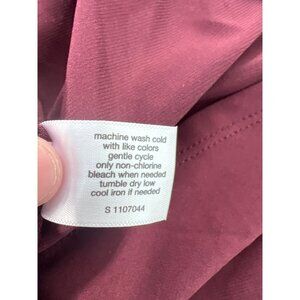 machine wash cold
with like colors
gentle cycle
only non-chlorine
bleach when needed
tumble dry low
cool iron if needed
S 1107044